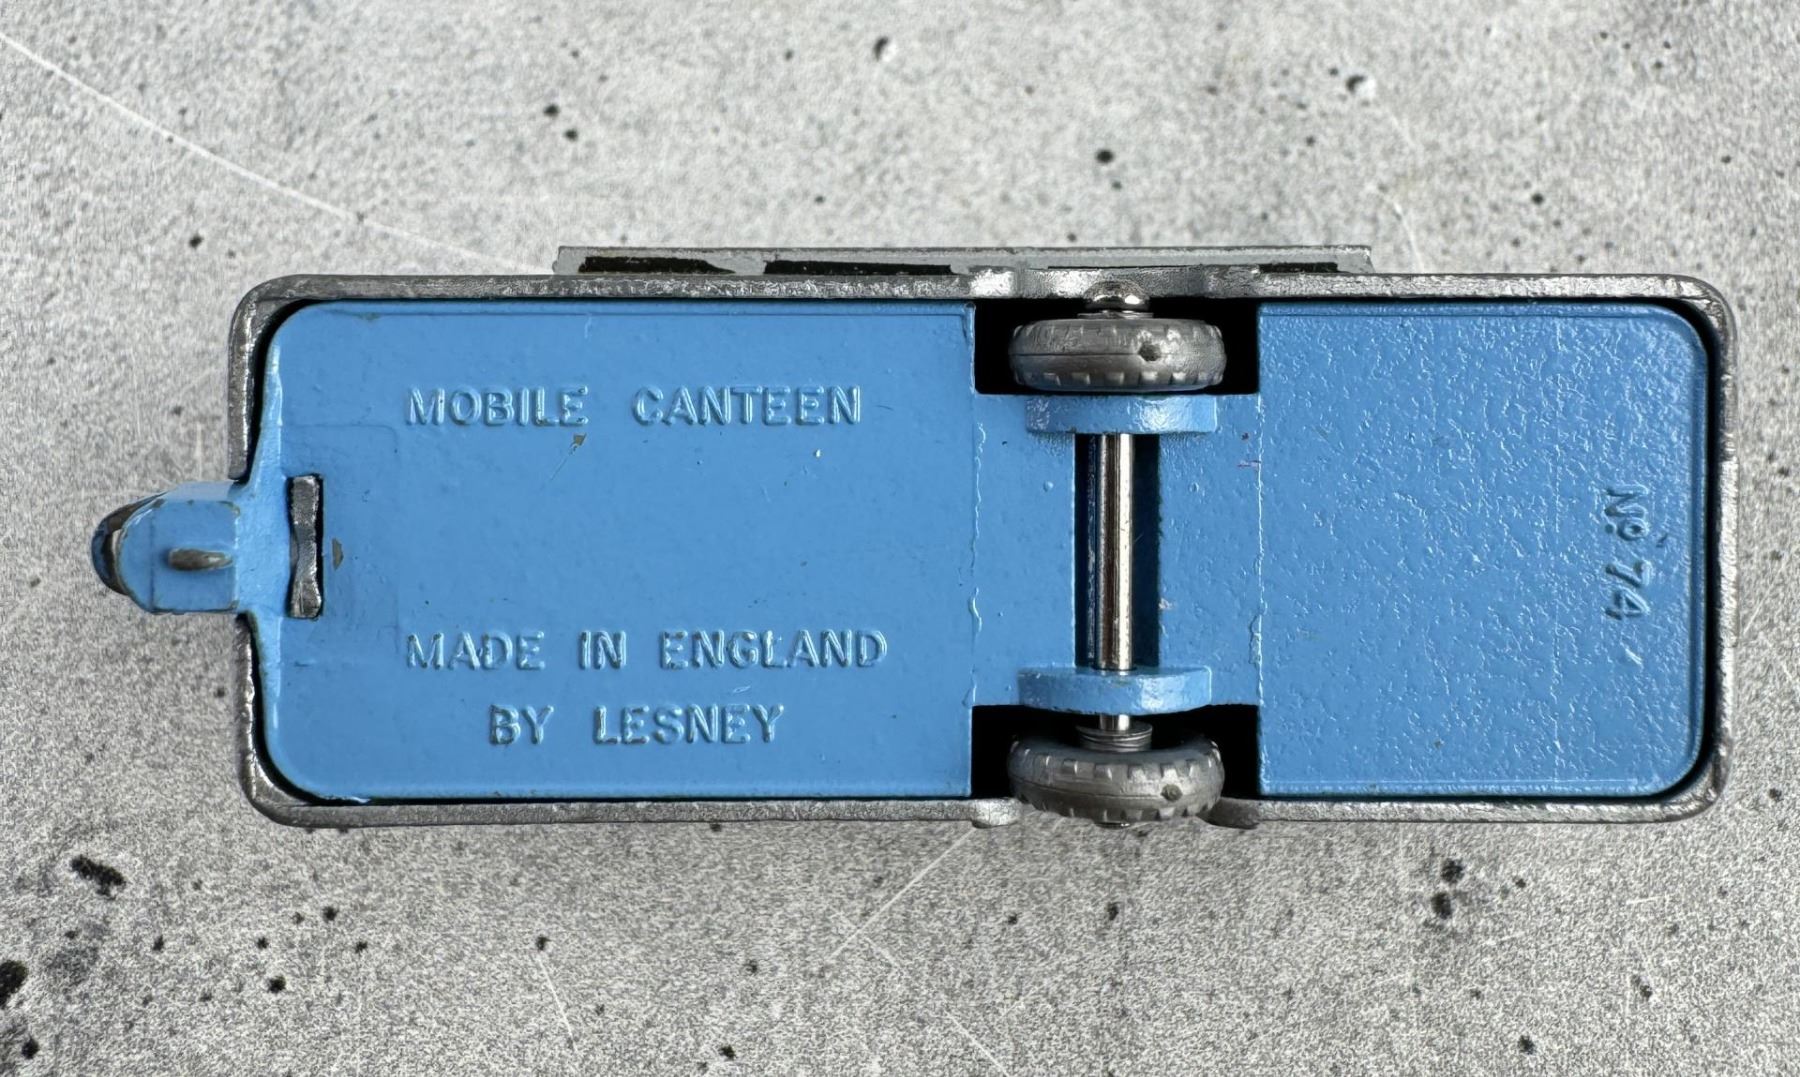 MOBILE CANTEEN
MADE IN ENGLAND
BY LESNEY
Nº 74